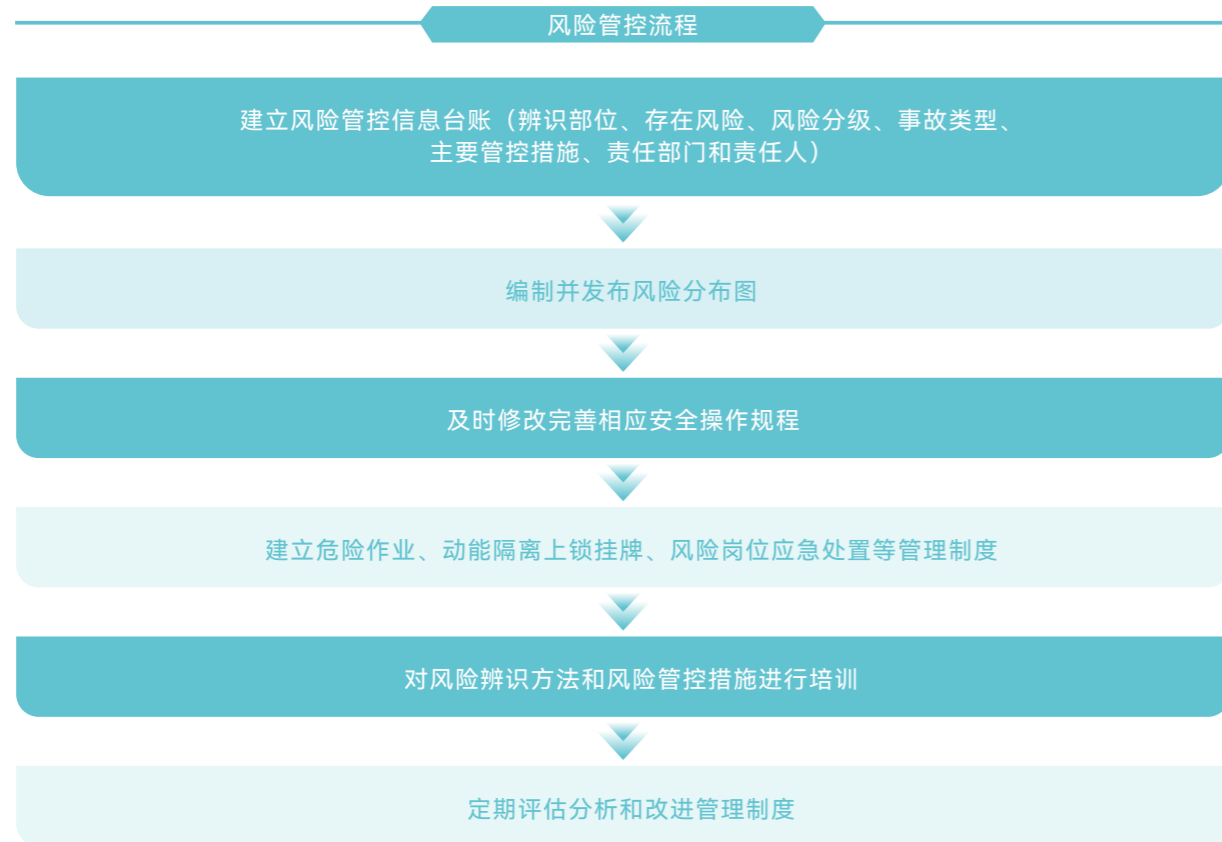 风险管控流程
建立风险管控信息台账（辨识部位、存在风险、风险分级、事故类型、
主要管控措施、责任部门和责任人）
编制并发布风险分布图
及时修改完善相应安全操作规程
建立危险作业、动能隔离上锁挂牌、风险岗位应急处置等管理制度
对风险辨识方法和风险管控措施进行培训
定期评估分析和改进管理制度